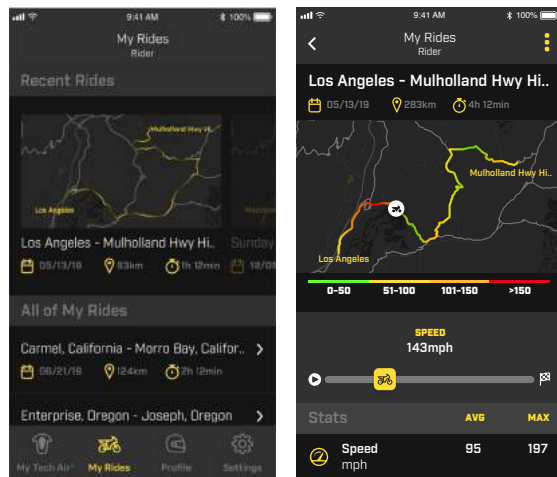 9:41 AM
100%
My Rides
Rider
Recent Rides
Mulholland Hwy Hi..
Los Angeles
Los Angeles - Mulholland Hwy Hi..
Sunday
05/13/19
83km
1h 12min
All of My Rides
Carmel, California - Morro Bay, Califor..
06/21/19
124km
2h 12min
Enterprise, Oregon - Joseph, Oregon
My Tech Air®
My Rides
Profile
Settings
9:41 AM
100%
My Rides
Rider
Los Angeles - Mulholland Hwy Hi..
05/13/19
283km
4h 12min
Mulholland Hwy Hi..
Los Angeles
0-50
51-100
101-150
>150
SPEED
143mph
Stats
AVG
MAX
Speed
95
197
mph